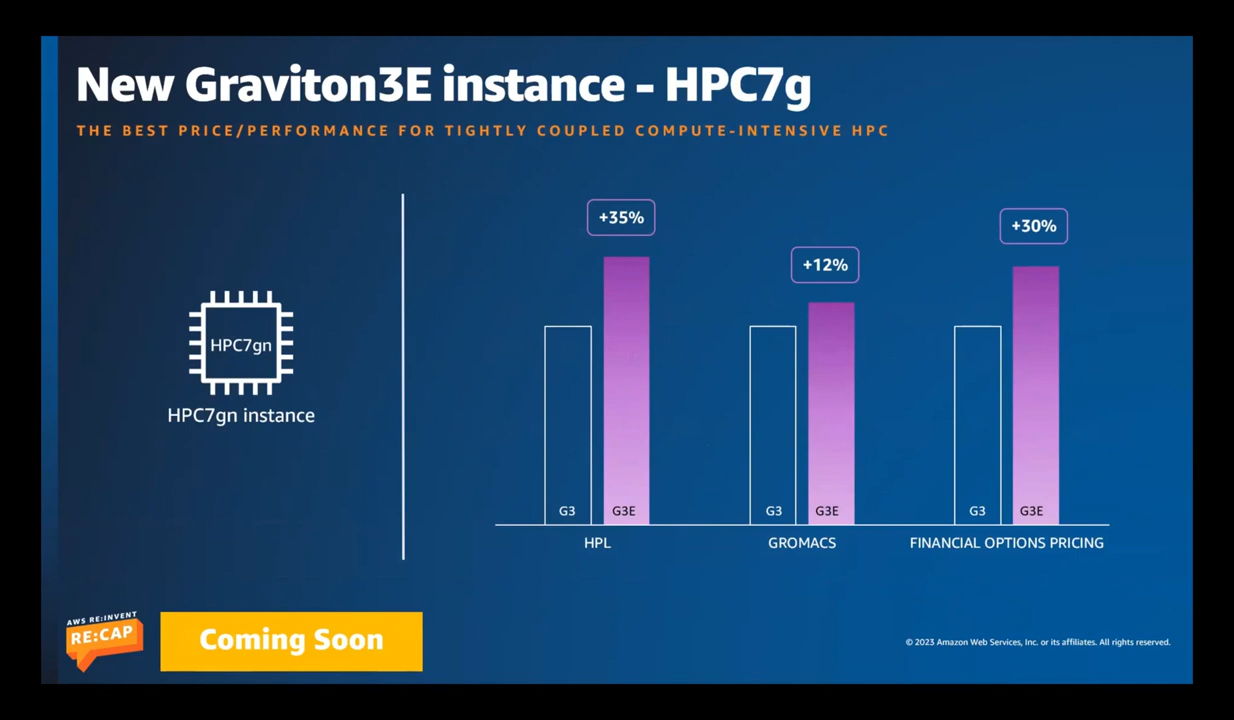 New Graviton3E instance - HPC7g
THE BEST PRICE/PERFORMANCE FOR TIGHTLY COUPLED COMPUTE-INTENSIVE HPC
HPC7gn
HPC7gn instance
+35%
+12%
+30%
G3 G3E G3 G3E G3 G3E
HPL GROMACS FINANCIAL OPTIONS PRICING
AWS RE:INVENT
RE:CAP
Coming Soon
© 2023 Amazon Web Services, Inc. or its affiliates. All rights reserved.